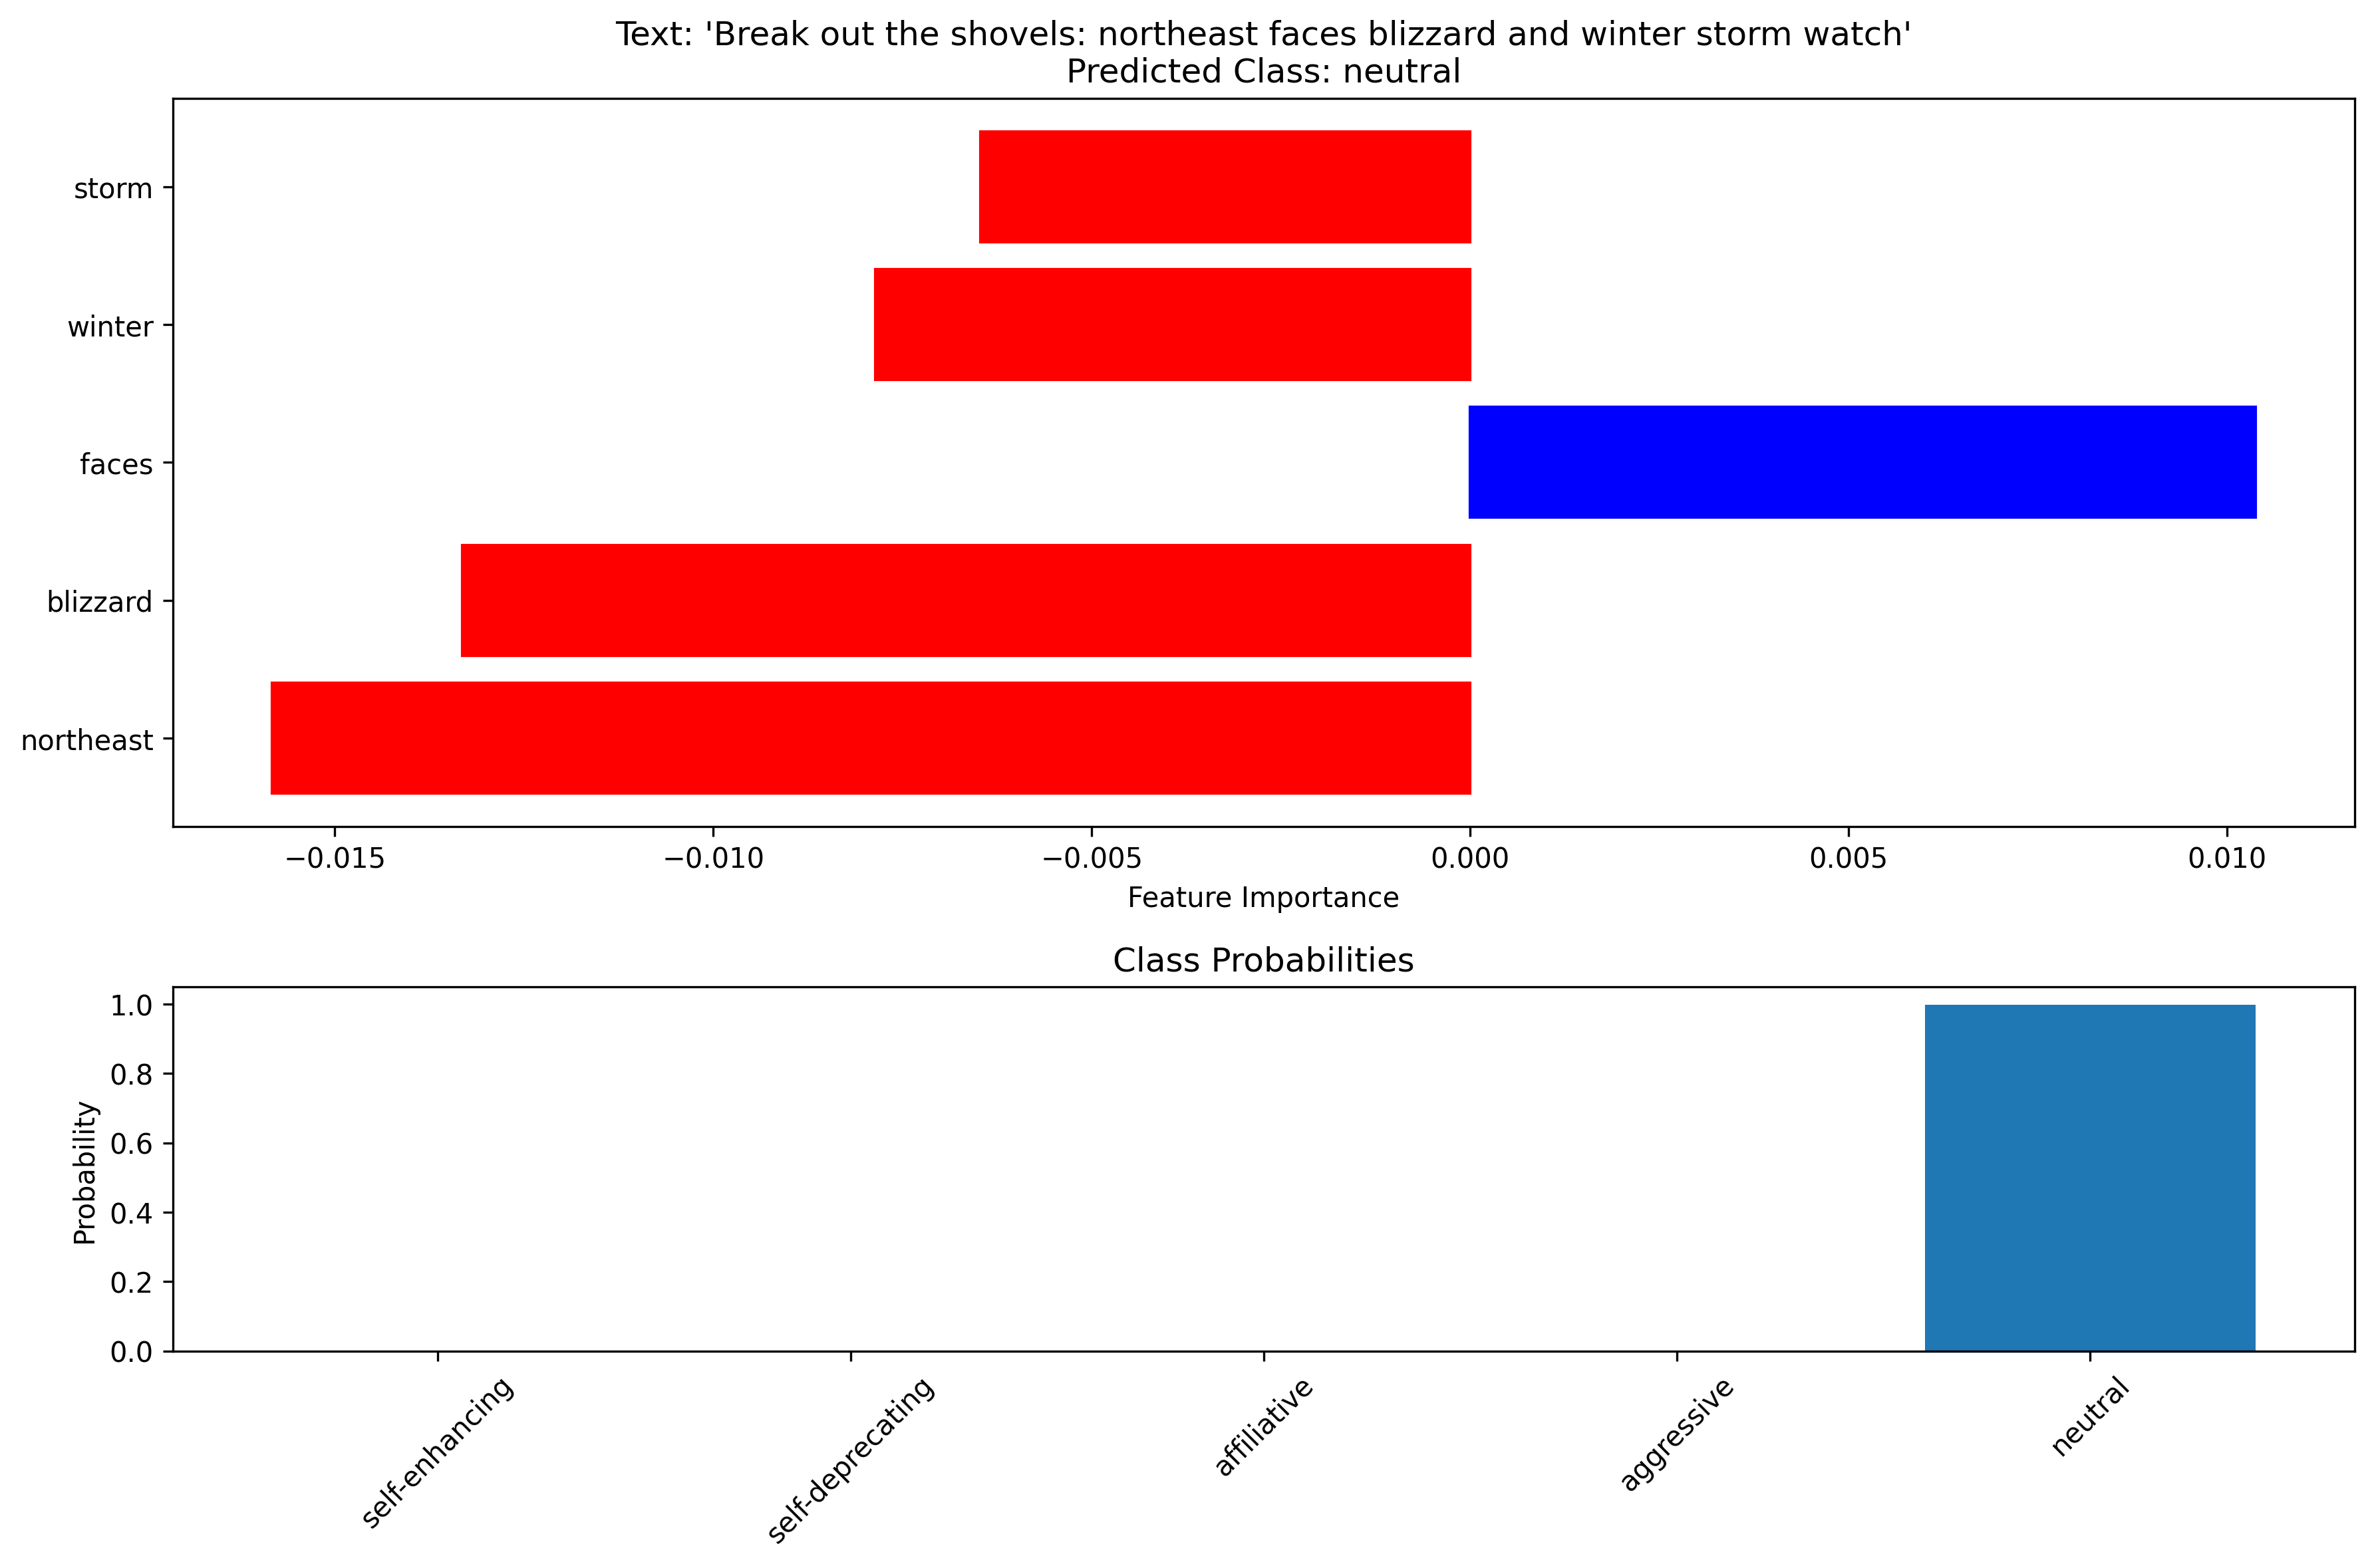 Text: 'Break out the shovels: northeast faces blizzard and winter storm watch'
Predicted Class: neutral
storm
winter
faces
blizzard
northeast
−0.015
−0.010
−0.005
0.000
0.005
0.010
Feature Importance
Class Probabilities
1.0
0.8
0.6
0.4
0.2
0.0
Probability
self-enhancing
self-deprecating
affiliative
aggressive
neutral